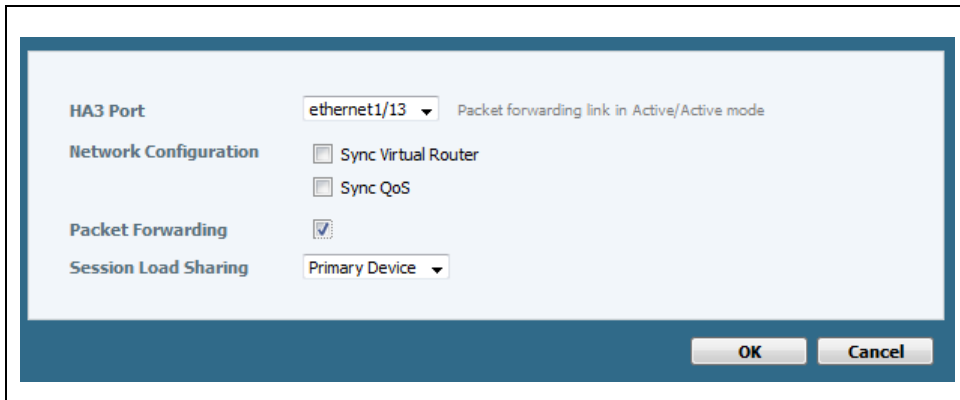 HA3 Port ethernet1/13 Packet forwarding link in Active/Active mode
Network Configuration Sync Virtual Router
Sync QoS
Packet Forwarding
Session Load Sharing Primary Device
OK Cancel